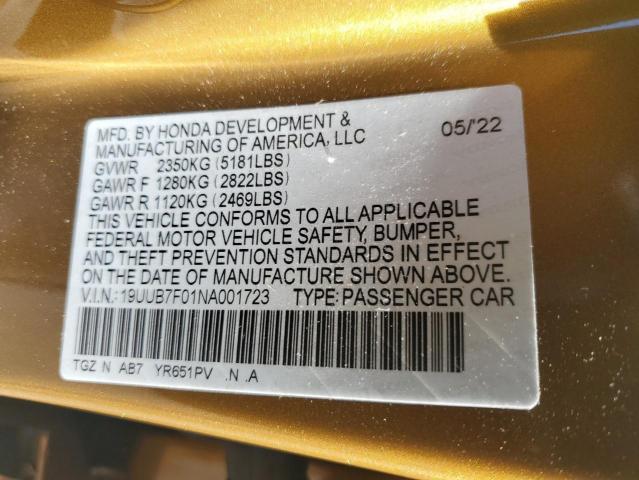 MFD. BY HONDA DEVELOPMENT &
MANUFACTURING OF AMERICA, LLC 05/'22
GVWR 2350KG (5181LBS)
GAWR F 1280KG (2822LBS)
GAWR R 1120KG (2469LBS)
THIS VEHICLE CONFORMS TO ALL APPLICABLE
FEDERAL MOTOR VEHICLE SAFETY, BUMPER,
AND THEFT PREVENTION STANDARDS IN EFFECT
ON THE DATE OF MANUFACTURE SHOWN ABOVE.
V.I.N.: 19UUB7F01NA001723 TYPE: PASSENGER CAR
TGZ N AB7 YR651PV .N .A